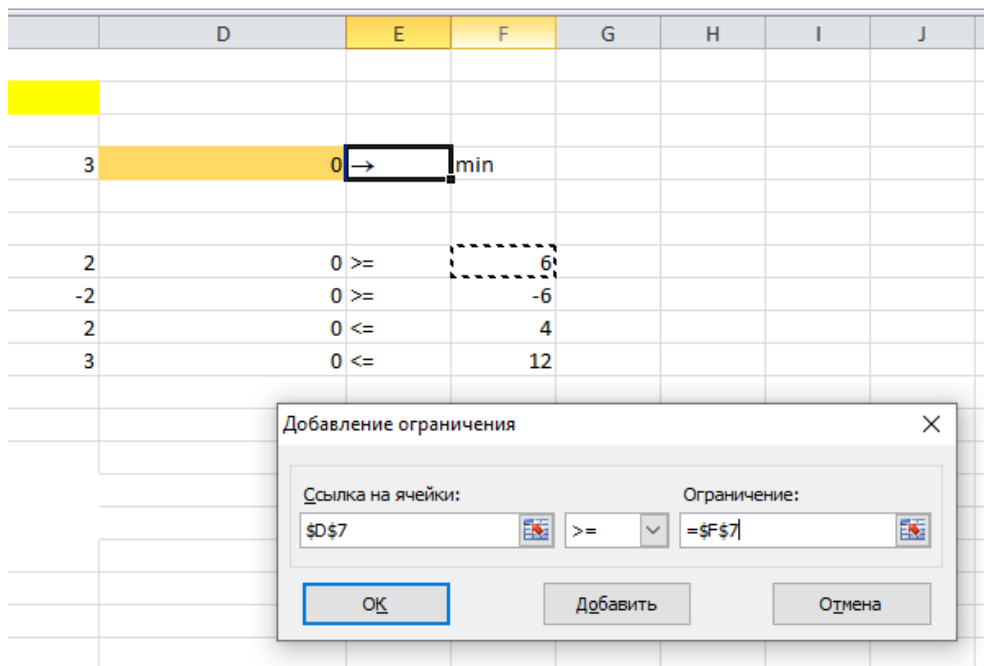 D E F G H I J
3 0 → min
2 0 >= 6
-2 0 >= -6
2 0 <= 4
3 0 <= 12
Добавление ограничения
Ссылка на ячейки: Ограничение:
$D$7 >= =$F$7
OK Добавить Отмена